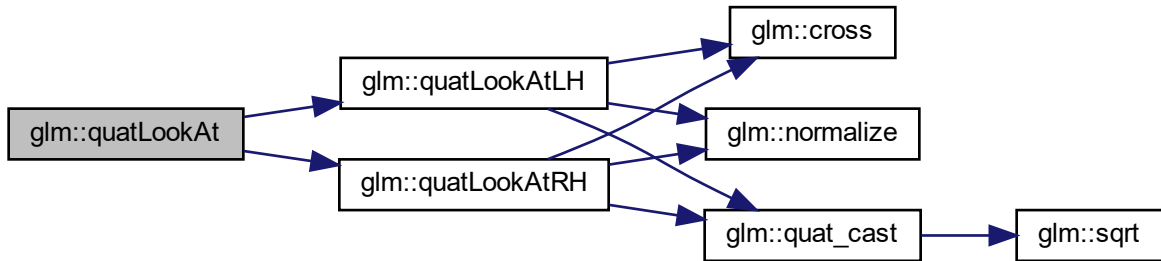 glm::quatLookAt
glm::quatLookAtLH
glm::quatLookAtRH
glm::cross
glm::normalize
glm::quat_cast
glm::sqrt